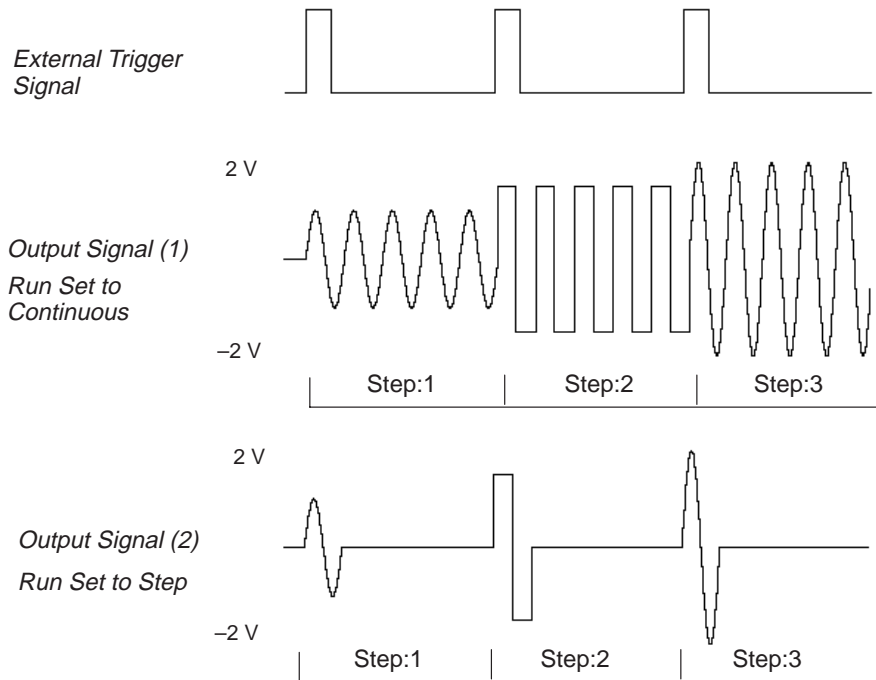 External Trigger
Signal
2 V
Output Signal (1)
Run Set to
Continuous
–2 V
Step:1
Step:2
Step:3
2 V
Output Signal (2)
Run Set to Step
–2 V
Step:1
Step:2
Step:3